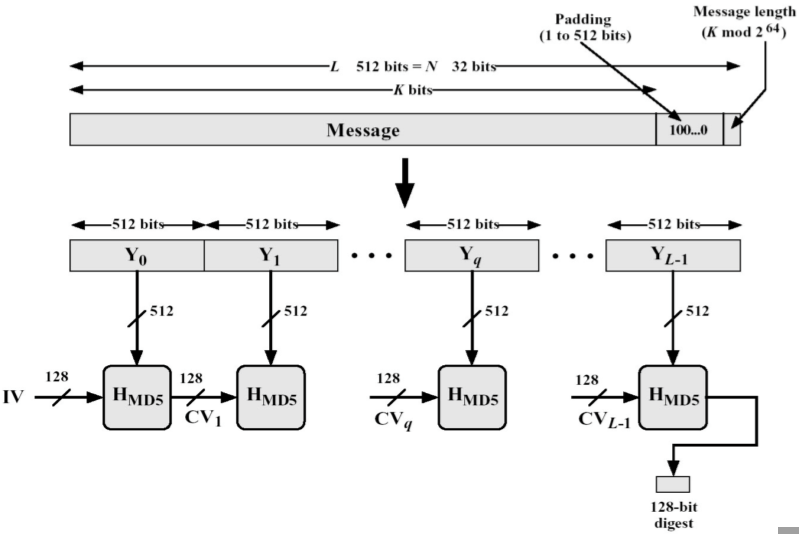 Padding
(1 to 512 bits)
Message length
(K mod 2^64)
L 512 bits = N 32 bits
K bits
Message
100...0
512 bits
512 bits
512 bits
512 bits
Y0
Y1
• • •
Yq
• • •
YL-1
512
512
512
512
IV
128
HMD5
128
CV1
HMD5
128
CVq
HMD5
128
CVL-1
HMD5
128-bit
digest